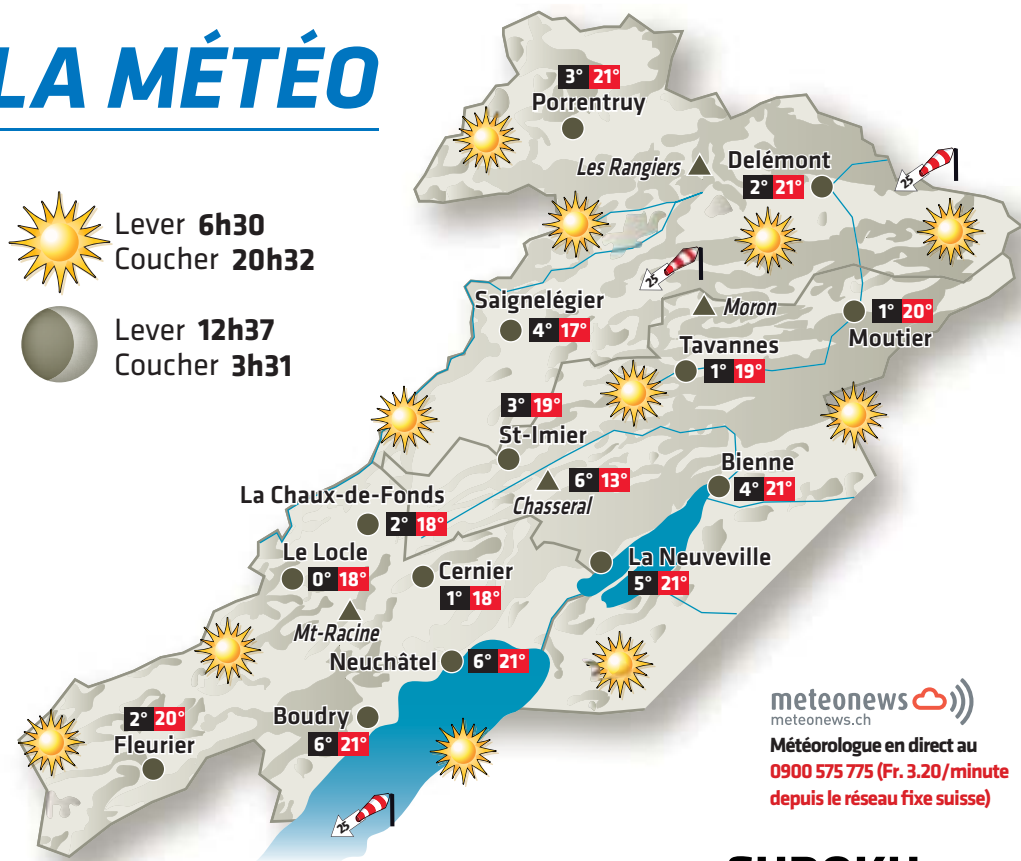 LA MÉTÉO
Lever 6h30
Coucher 20h32
Lever 12h37
Coucher 3h31
3° 21°
Porrentruy
Les Rangiers
Delémont
2° 21°
25
25
Saignelégier
4° 17°
Moron
1° 20°
Moutier
Tavannes
1° 19°
3° 19°
St-Imier
6° 13°
Chasseral
Bienne
4° 21°
La Chaux-de-Fonds
2° 18°
Le Locle
0° 18°
Cernier
1° 18°
La Neuveville
5° 21°
Mt-Racine
Neuchâtel 6° 21°
2° 20°
Fleurier
Boudry
6° 21°
25
meteonews
meteonews.ch
Météorologue en direct au
0900 575 775 (Fr. 3.20/minute
depuis le réseau fixe suisse)